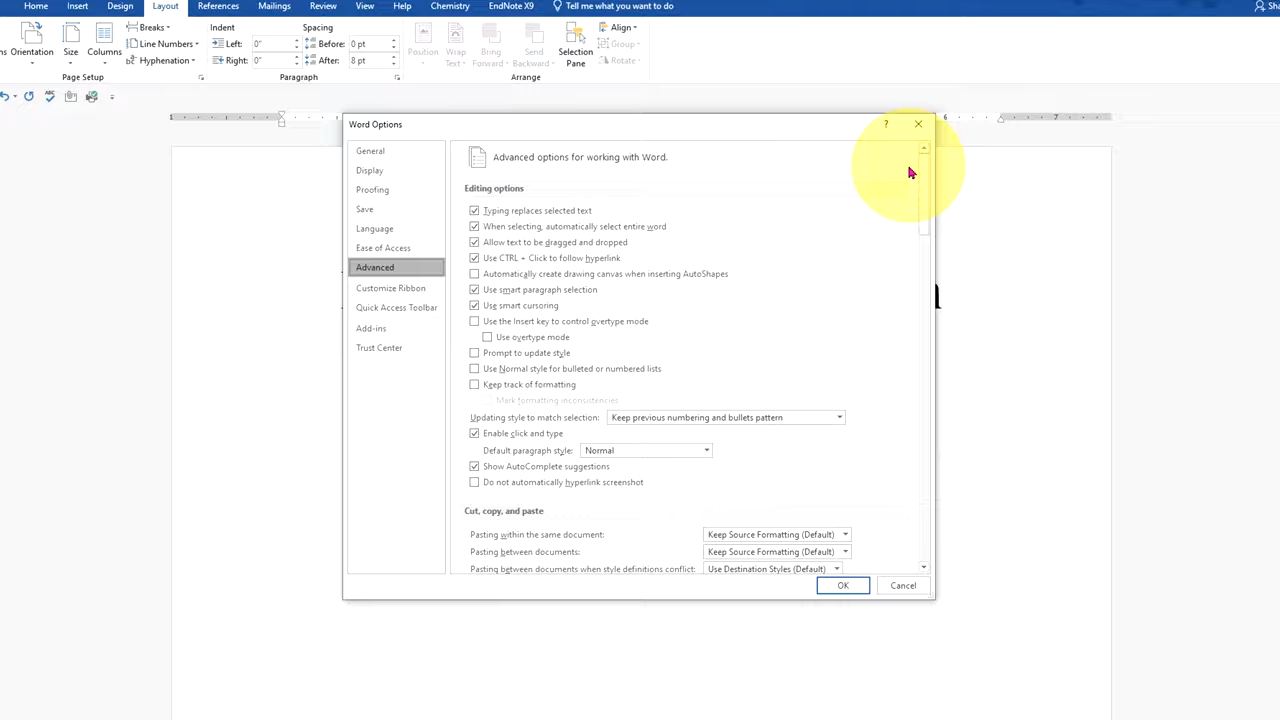 Home Insert Design Layout References Mailings Review View Help Chemistry EndNote X9 Tell me what you want to do
Orientation Size Columns
Breaks
Line Numbers
Hyphenation
Page Setup
Indent
Left: 0"
Right: 0"
Spacing
Before: 0 pt
After: 8 pt
Paragraph
Position
Wrap Text
Bring Forward
Send Backward
Selection Pane
Align
Group
Rotate
Arrange
1 6 7
Word Options
General
Display
Proofing
Save
Language
Ease of Access
Advanced
Customize Ribbon
Quick Access Toolbar
Add-ins
Trust Center
Advanced options for working with Word.
Editing options
Typing replaces selected text
When selecting, automatically select entire word
Allow text to be dragged and dropped
Use CTRL + Click to follow hyperlink
Automatically create drawing canvas when inserting AutoShapes
Use smart paragraph selection
Use smart cursoring
Use the Insert key to control overtype mode
Use overtype mode
Prompt to update style
Use Normal style for bulleted or numbered lists
Keep track of formatting
Mark formatting inconsistencies
Updating style to match selection: Keep previous numbering and bullets pattern
Enable click and type
Default paragraph style: Normal
Show AutoComplete suggestions
Do not automatically hyperlink screenshot
Cut, copy, and paste
Pasting within the same document: Keep Source Formatting (Default)
Pasting between documents: Keep Source Formatting (Default)
Pasting between documents when style definitions conflict: Use Destination Styles (Default)
OK Cancel